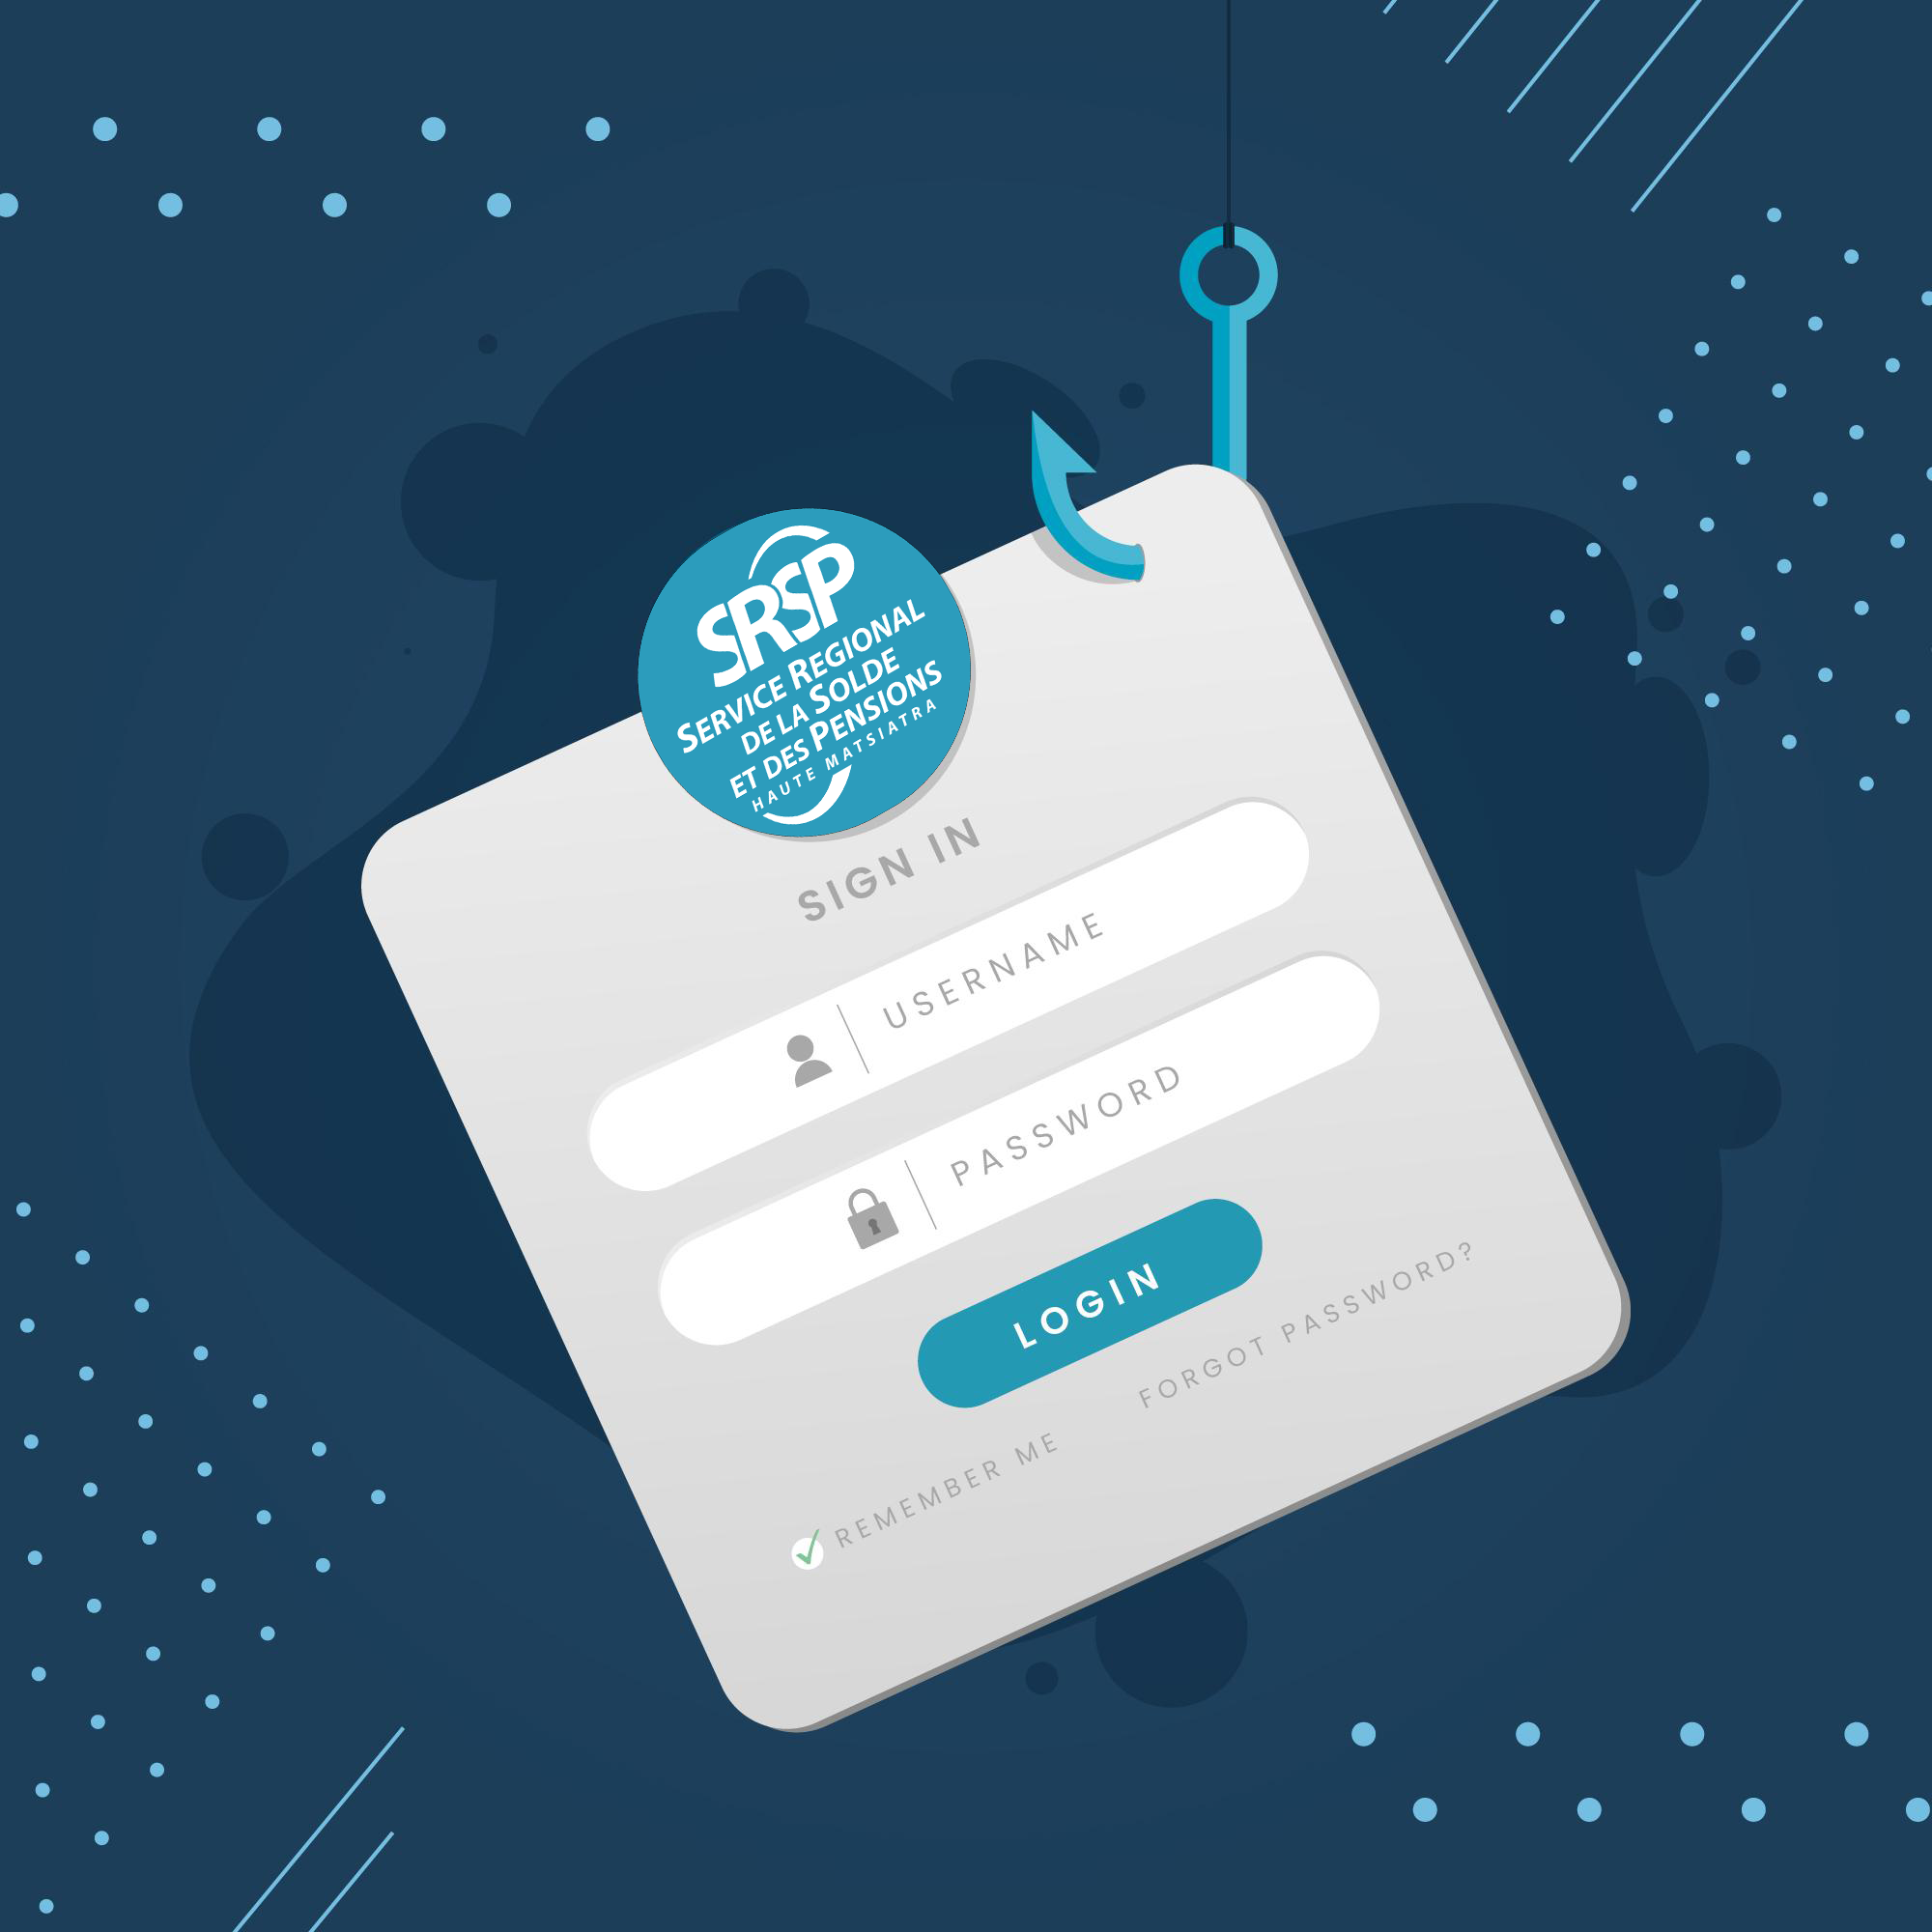 SRSP
SERVICE REGIONAL
DE LA SOLDE
ET DES PENSIONS
HAUTE MATSIATRA
SIGN IN
USERNAME
PASSWORD
LOGIN
REMEMBER ME
FORGOT PASSWORD?